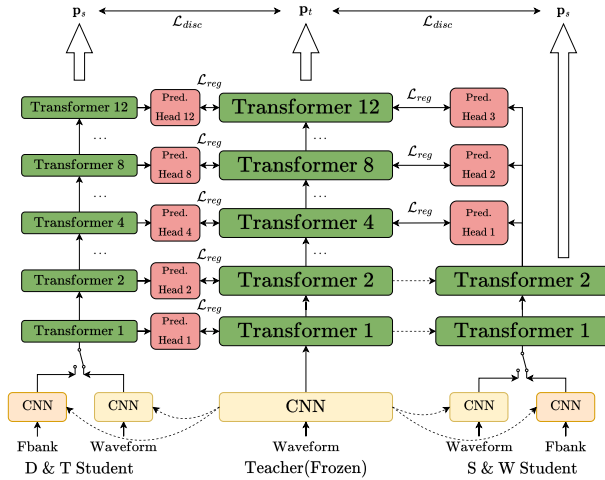 𝐩ₛ 𝐩ₜ 𝐩ₛ
ℒ_disc ℒ_disc
Transformer 12 Pred. Head 12 ℒ_reg Transformer 12 ℒ_reg Pred. Head 3
... ...
Transformer 8 Pred. Head 8 ℒ_reg Transformer 8 ℒ_reg Pred. Head 2
... ...
Transformer 4 Pred. Head 4 ℒ_reg Transformer 4 ℒ_reg Pred. Head 1
... ...
Transformer 2 Pred. Head 2 ℒ_reg Transformer 2 Transformer 2
Transformer 1 Pred. Head 1 ℒ_reg Transformer 1 Transformer 1
CNN CNN CNN CNN CNN
Fbank Waveform Waveform Waveform Fbank
D & T Student Teacher(Frozen) S & W Student